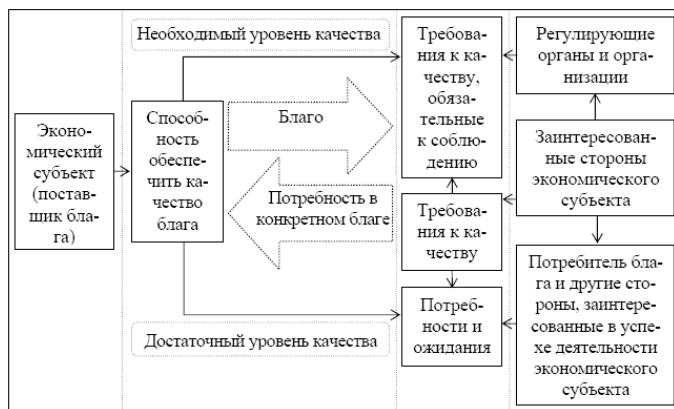 Необходимый уровень качества
Эконо-
мический
субъект
(постав-
шик бла-
га)
Способ-
ность
обеспе-
чить ка-
чество
блага
Благо
Потребность в
конкретном благе
Достаточный уровень качества
Требова-
ния к ка-
честву,
обяза-
тельные
к соблю-
дению
Требова-
ния к ка-
честву
Потреб-
ности и
ожидания
Регулирующие
органы и орга-
низации
Заинтересован-
ные стороны
экономического
субъекта
Потребитель бла-
га и другие сто-
роны, заинтере-
сованные в успе-
хе деятельности
экономического
субъекта